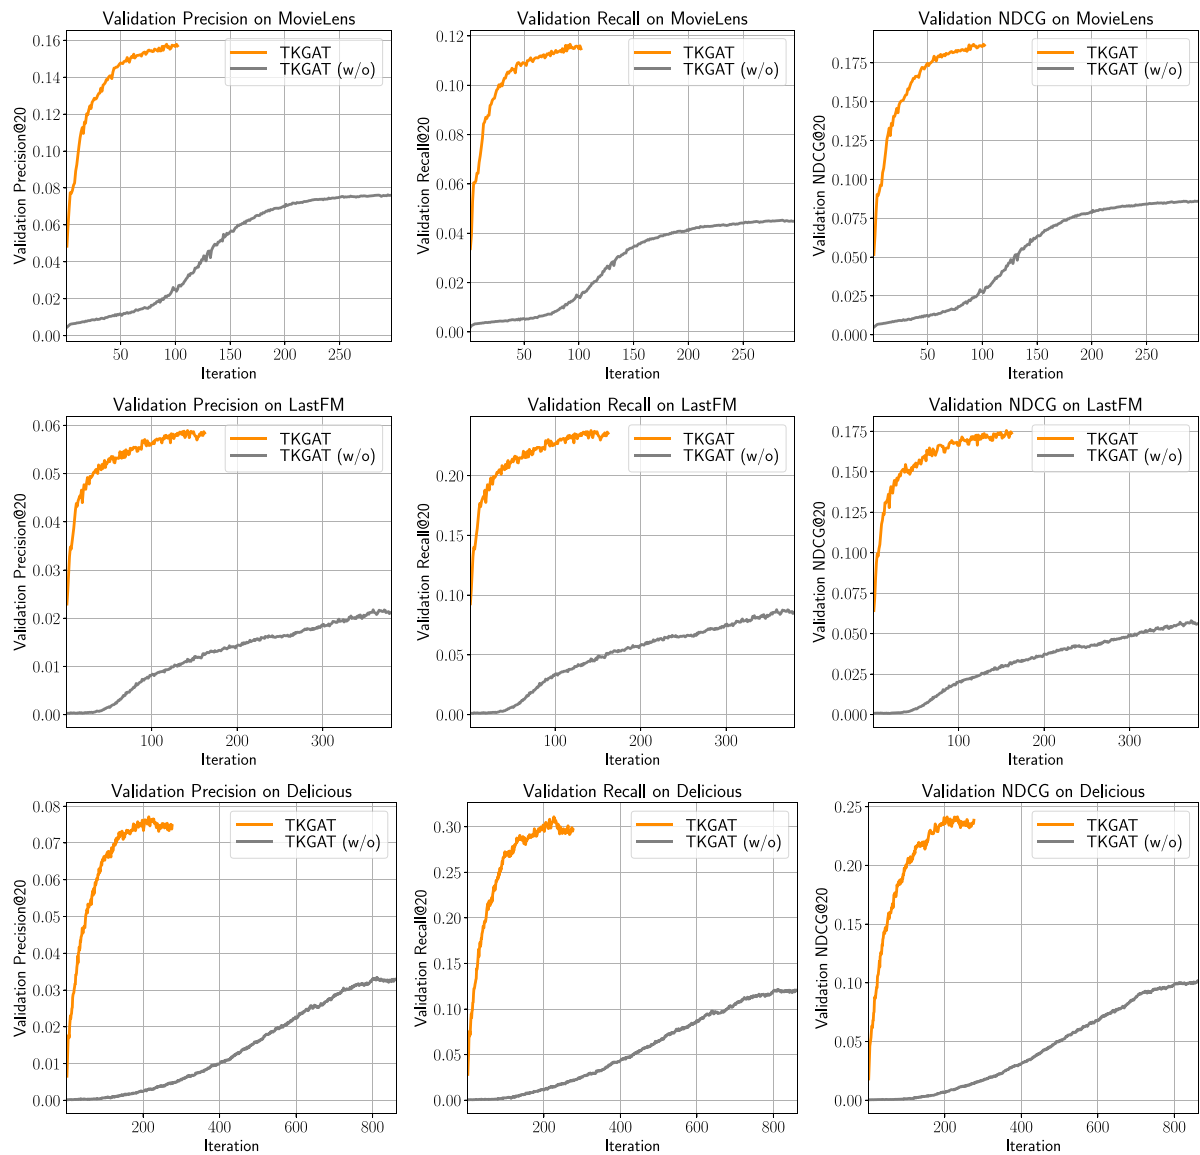 Validation Precision on MovieLens
Validation Precision@20
0.16
0.14
0.12
0.10
0.08
0.06
0.04
0.02
0.00
TKGAT
TKGAT (w/o)
50
100
150
200
250
Iteration
Validation Recall on MovieLens
Validation Recall@20
0.12
0.10
0.08
0.06
0.04
0.02
0.00
TKGAT
TKGAT (w/o)
50
100
150
200
250
Iteration
Validation NDCG on MovieLens
Validation NDCG@20
0.175
0.150
0.125
0.100
0.075
0.050
0.025
0.000
TKGAT
TKGAT (w/o)
50
100
150
200
250
Iteration
Validation Precision on LastFM
Validation Precision@20
0.06
0.05
0.04
0.03
0.02
0.01
0.00
TKGAT
TKGAT (w/o)
100
200
300
Iteration
Validation Recall on LastFM
Validation Recall@20
0.20
0.15
0.10
0.05
0.00
TKGAT
TKGAT (w/o)
100
200
300
Iteration
Validation NDCG on LastFM
Validation NDCG@20
0.175
0.150
0.125
0.100
0.075
0.050
0.025
0.000
TKGAT
TKGAT (w/o)
100
200
300
Iteration
Validation Precision on Delicious
Validation Precision@20
0.08
0.07
0.06
0.05
0.04
0.03
0.02
0.01
0.00
TKGAT
TKGAT (w/o)
200
400
600
800
Iteration
Validation Recall on Delicious
Validation Recall@20
0.30
0.25
0.20
0.15
0.10
0.05
0.00
TKGAT
TKGAT (w/o)
200
400
600
800
Iteration
Validation NDCG on Delicious
Validation NDCG@20
0.25
0.20
0.15
0.10
0.05
0.00
TKGAT
TKGAT (w/o)
200
400
600
800
Iteration